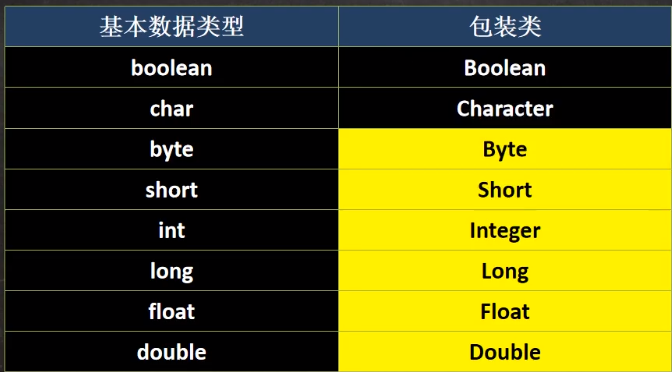 基本数据类型 包装类
boolean Boolean
char Character
byte Byte
short Short
int Integer
long Long
float Float
double Double